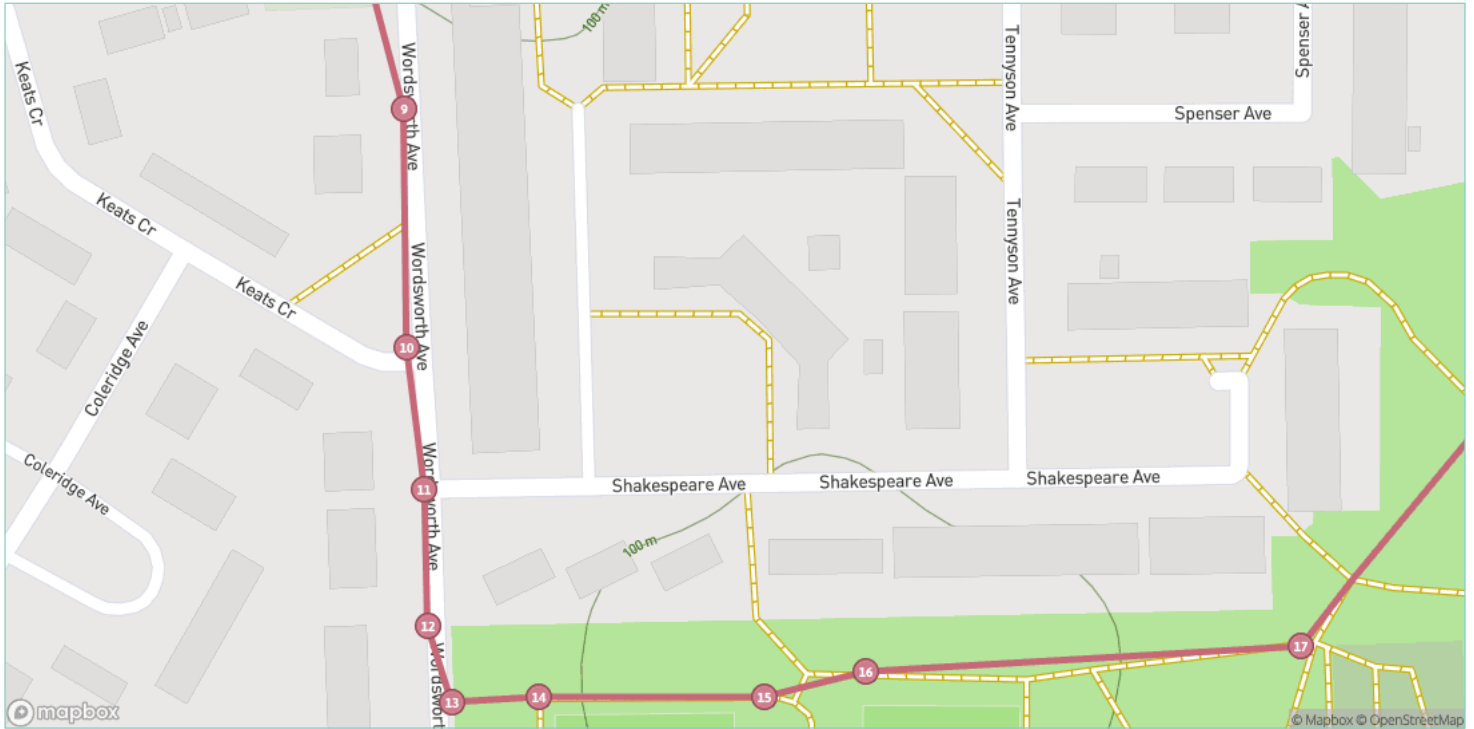 100 m
Keats Cr
Wordsworth Ave
Tennyson Ave
Spenser A
9
Spenser Ave
Keats Cr
Keats Cr
Wordsworth Ave
Tennyson Ave
Coleridge Ave
10
Coleridge Ave
Wordsworth Ave
11
Shakespeare Ave
Shakespeare Ave
Shakespeare Ave
100 m
12
Wordswort
17
16
13
14
15
mapbox
© Mapbox © OpenStreetMap